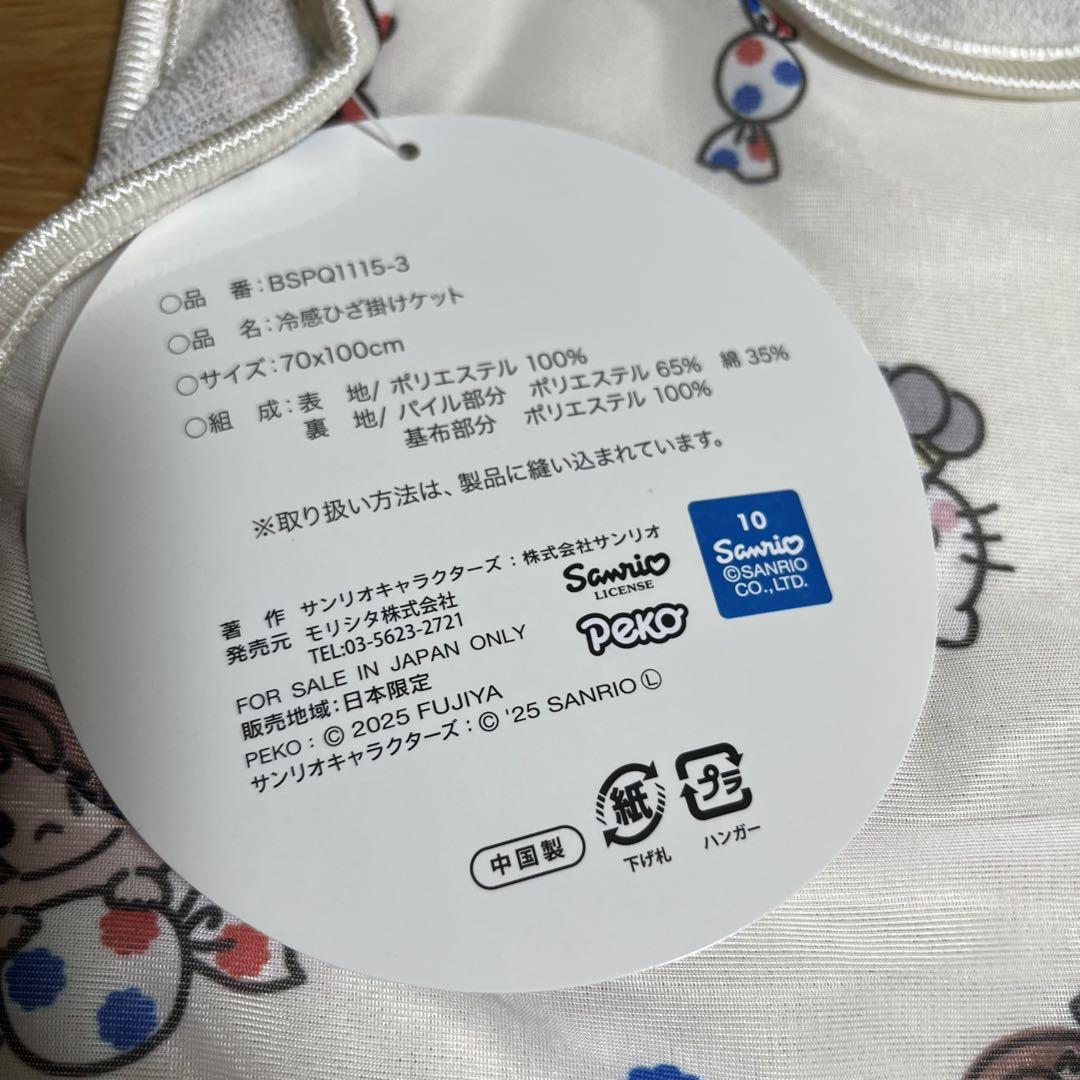 ○品 番:BSPQ1115-3
○品 名:冷感ひざ掛けケット
○サイズ:70x100cm
○組 成:表 地/ ポリエステル 100%
裏 地/ パイル部分 ポリエステル 65% 綿 35%
基布部分 ポリエステル 100%
※取り扱い方法は、製品に縫い込まれています。
著 作 サンリオキャラクターズ:株式会社サンリオ
発売元 モリシタ株式会社
TEL:03-5623-2721
FOR SALE IN JAPAN ONLY
販売地域:日本限定
PEKO : © 2025 FUJIYA
サンリオキャラクターズ : © '25 SANRIO Ⓛ
Sanrio
LICENSE
PeKo
10
Sanrio
©SANRIO
CO.,LTD.
中国製
紙
下げ札
プラ
ハンガー